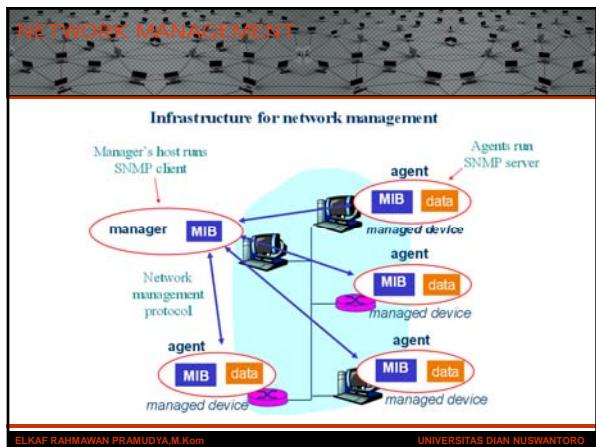 NETWORK MANAGEMENT
Infrastructure for network management
Manager's host runs
SNMP client
Agents run
SNMP server
agent
MIB data
managed device
manager MIB
agent
MIB data
managed device
Network
management
protocol
agent
MIB data
managed device
agent
MIB data
managed device
ELKAF RAHMAWAN PRAMUDYA,M.Kom UNIVERSITAS DIAN NUSWANTORO